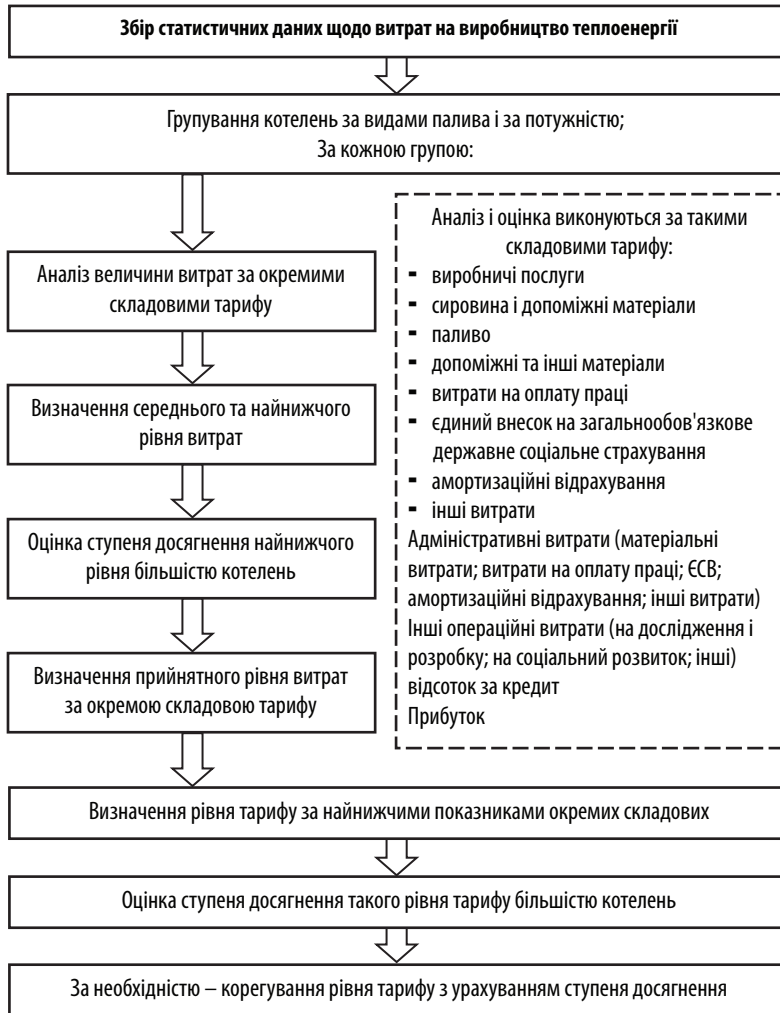 Збір статистичних даних щодо витрат на виробництво теплоенергії
Групування котелень за видами палива і за потужністю;
За кожною групою:
Аналіз величини витрат за окремими
складовими тарифу
Визначення середнього та найнижчого
рівня витрат
Оцінка ступеня досягнення найнижчого
рівня більшістю котелень
Визначення прийнятного рівня витрат
за окремою складовою тарифу
Аналіз і оцінка виконуються за такими
складовими тарифу:
- виробничі послуги
- сировина і допоміжні матеріали
- паливо
- допоміжні та інші матеріали
- витрати на оплату праці
- єдиний внесок на загальнообов'язкове
державне соціальне страхування
- амортизаційні відрахування
- інші витрати
Адміністративні витрати (матеріальні
витрати; витрати на оплату праці; ЄСВ;
амортизаційні відрахування; інші витрати)
Інші операційні витрати (на дослідження і
розробку; на соціальний розвиток; інші)
відсоток за кредит
Прибуток
Визначення рівня тарифу за найнижчими показниками окремих складових
Оцінка ступеня досягнення такого рівня тарифу більшістю котелень
За необхідністю – корегування рівня тарифу з урахуванням ступеня досягнення